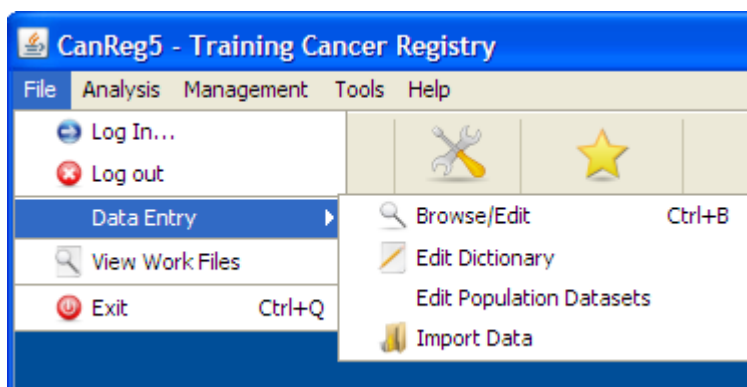 CanReg5 - Training Cancer Registry
File Analysis Management Tools Help
Log In...
Log out
Data Entry
Browse/Edit Ctrl+B
Edit Dictionary
Edit Population Datasets
Import Data
View Work Files
Exit Ctrl+Q